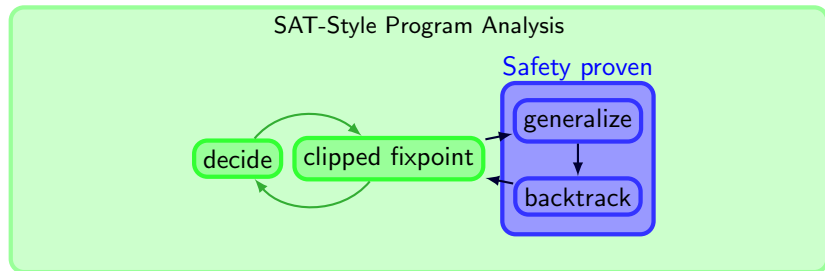 SAT-Style Program Analysis
Safety proven
generalize
decide
clipped fixpoint
backtrack